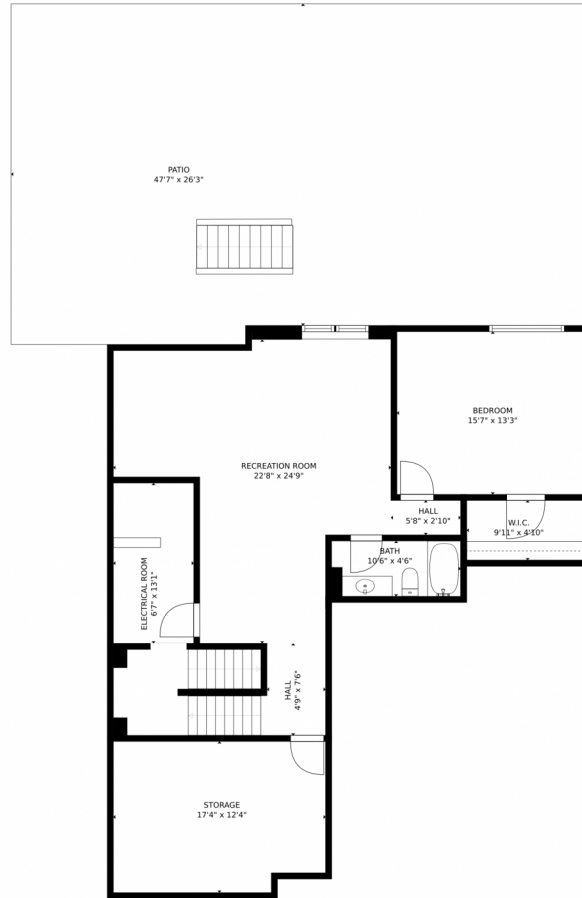 PATIO
47'7" x 26'3"
BEDROOM
15'7" x 13'3"
RECREATION ROOM
22'8" x 24'9"
HALL
5'8" x 2'10"
W.I.C.
9'11" x 4'10"
BATH
10'6" x 4'6"
ELECTRICAL ROOM
6'7" x 13'1"
HALL
4'9" x 7'6"
STORAGE
17'4" x 12'4"